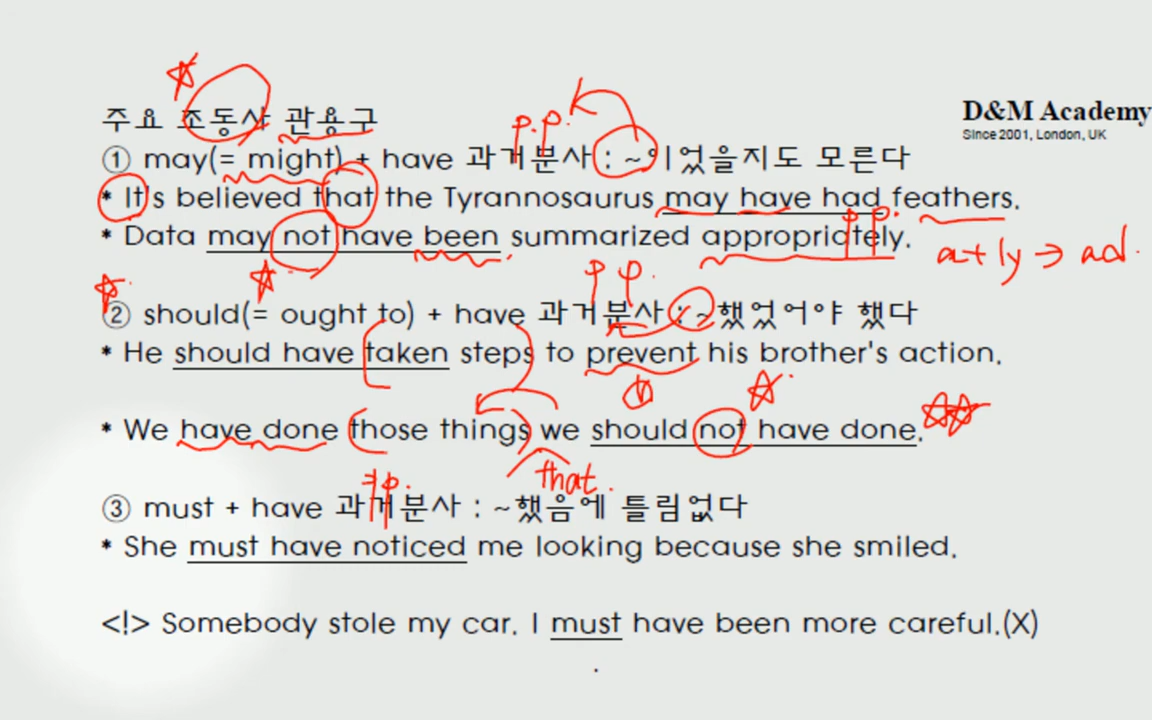 주요 조동사 관용구
D&M Academy
Since 2001, London, UK
p.p.
① may(= might) + have 과거분사 : ~이었을지도 모른다
* It's believed that the Tyrannosaurus may have had feathers.
p p
* Data may not have been summarized appropriately.
a + ly → ad.
p p.
② should(= ought to) + have 과거분사 : ~했었어야 했다
* He should have taken steps to prevent his brother's action.
* We have done those things we should not have done.
that
p.
③ must + have 과거분사 : ~했음에 틀림없다
* She must have noticed me looking because she smiled.
<!> Somebody stole my car. I must have been more careful.(X)